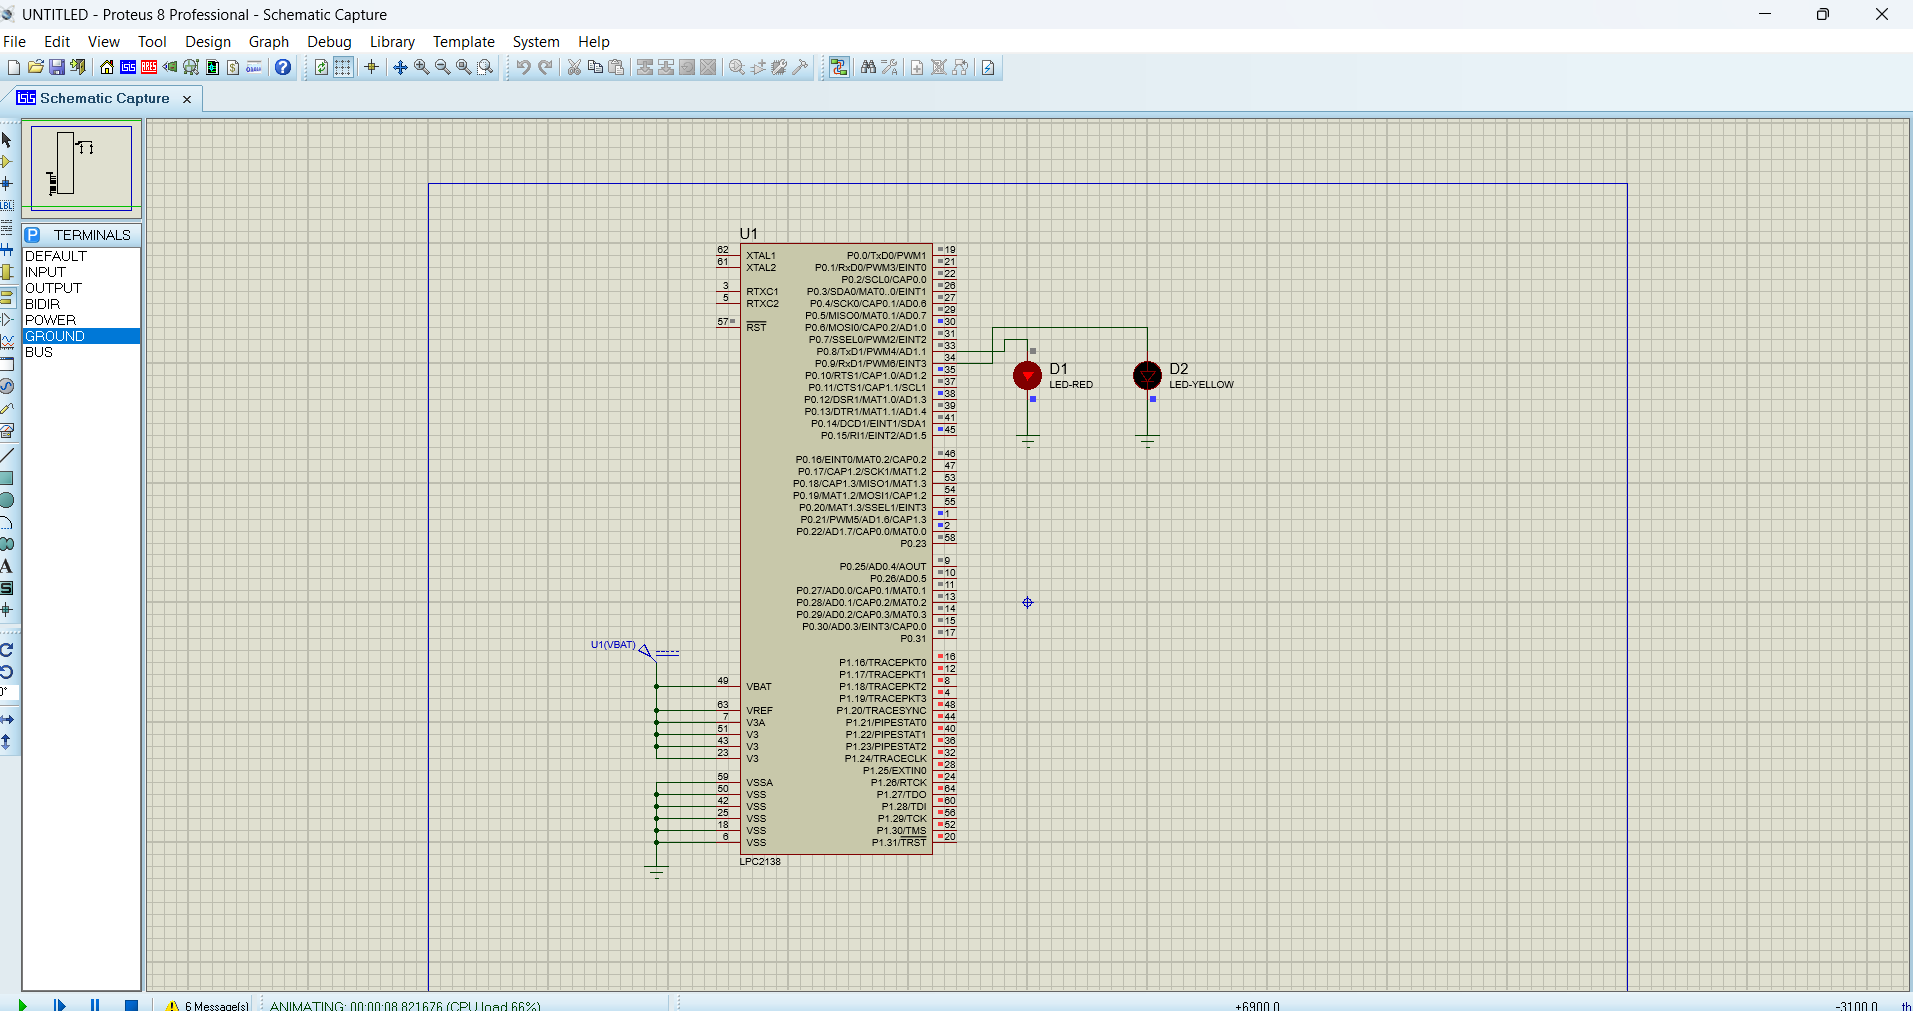 UNTITLED - Proteus 8 Professional - Schematic Capture
File Edit View Tool Design Graph Debug Library Template System Help
Schematic Capture
TERMINALS
DEFAULT
INPUT
OUTPUT
BIDIR
POWER
GROUND
BUS
U1
62 XTAL1 P0.0/TxD0/PWM1 19
61 XTAL2 P0.1/RxD0/PWM3/EINT0 21
P0.2/SCL0/CAP0.0 22
3 RTXC1 P0.3/SDA0/MAT0..0/EINT1 26
5 RTXC2 P0.4/SCK0/CAP0.1/AD0.6 27
P0.5/MISO0/MAT0.1/AD0.7 29
57 RST P0.6/MOSI0/CAP0.2/AD1.0 30
P0.7/SSEL0/PWM2/EINT2 31
P0.8/TxD1/PWM4/AD1.1 33
P0.9/RxD1/PWM6/EINT3 34
P0.10/RTS1/CAP1.0/AD1.2 35
P0.11/CTS1/CAP1.1/SCL1 37
P0.12/DSR1/MAT1.0/AD1.3 38
P0.13/DTR1/MAT1.1/AD1.4 39
P0.14/DCD1/EINT1/SDA1 41
P0.15/RI1/EINT2/AD1.5 45
D1
LED-RED
D2
LED-YELLOW
P0.16/EINT0/MAT0.2/CAP0.2 46
P0.17/CAP1.2/SCK1/MAT1.2 47
P0.18/CAP1.3/MISO1/MAT1.3 53
P0.19/MAT1.2/MOSI1/CAP1.2 54
P0.20/MAT1.3/SSEL1/EINT3 55
P0.21/PWM5/AD1.6/CAP1.3 1
P0.22/AD1.7/CAP0.0/MAT0.0 2
P0.23 58
P0.25/AD0.4/AOUT 9
P0.26/AD0.5 10
P0.27/AD0.0/CAP0.1/MAT0.1 11
P0.28/AD0.1/CAP0.2/MAT0.2 13
P0.29/AD0.2/CAP0.3/MAT0.3 14
P0.30/AD0.3/EINT3/CAP0.0 15
P0.31 17
U1(VBAT)
P1.16/TRACEPKT0 16
P1.17/TRACEPKT1 12
49 VBAT P1.18/TRACEPKT2 8
P1.19/TRACEPKT3 4
63 VREF P1.20/TRACESYNC 48
7 V3A P1.21/PIPESTAT0 44
51 V3 P1.22/PIPESTAT1 40
43 V3 P1.23/PIPESTAT2 36
23 V3 P1.24/TRACECLK 32
P1.25/EXTIN0 28
59 VSSA P1.26/RTCK 24
50 VSS P1.27/TDO 64
42 VSS P1.28/TDI 60
25 VSS P1.29/TCK 56
18 VSS P1.30/TMS 52
6 VSS P1.31/TRST 20
LPC2138
6 Message(s) ANIMATING: 00:00:08.821676 (CPU load 66%) +6900.0 -3100.0 th